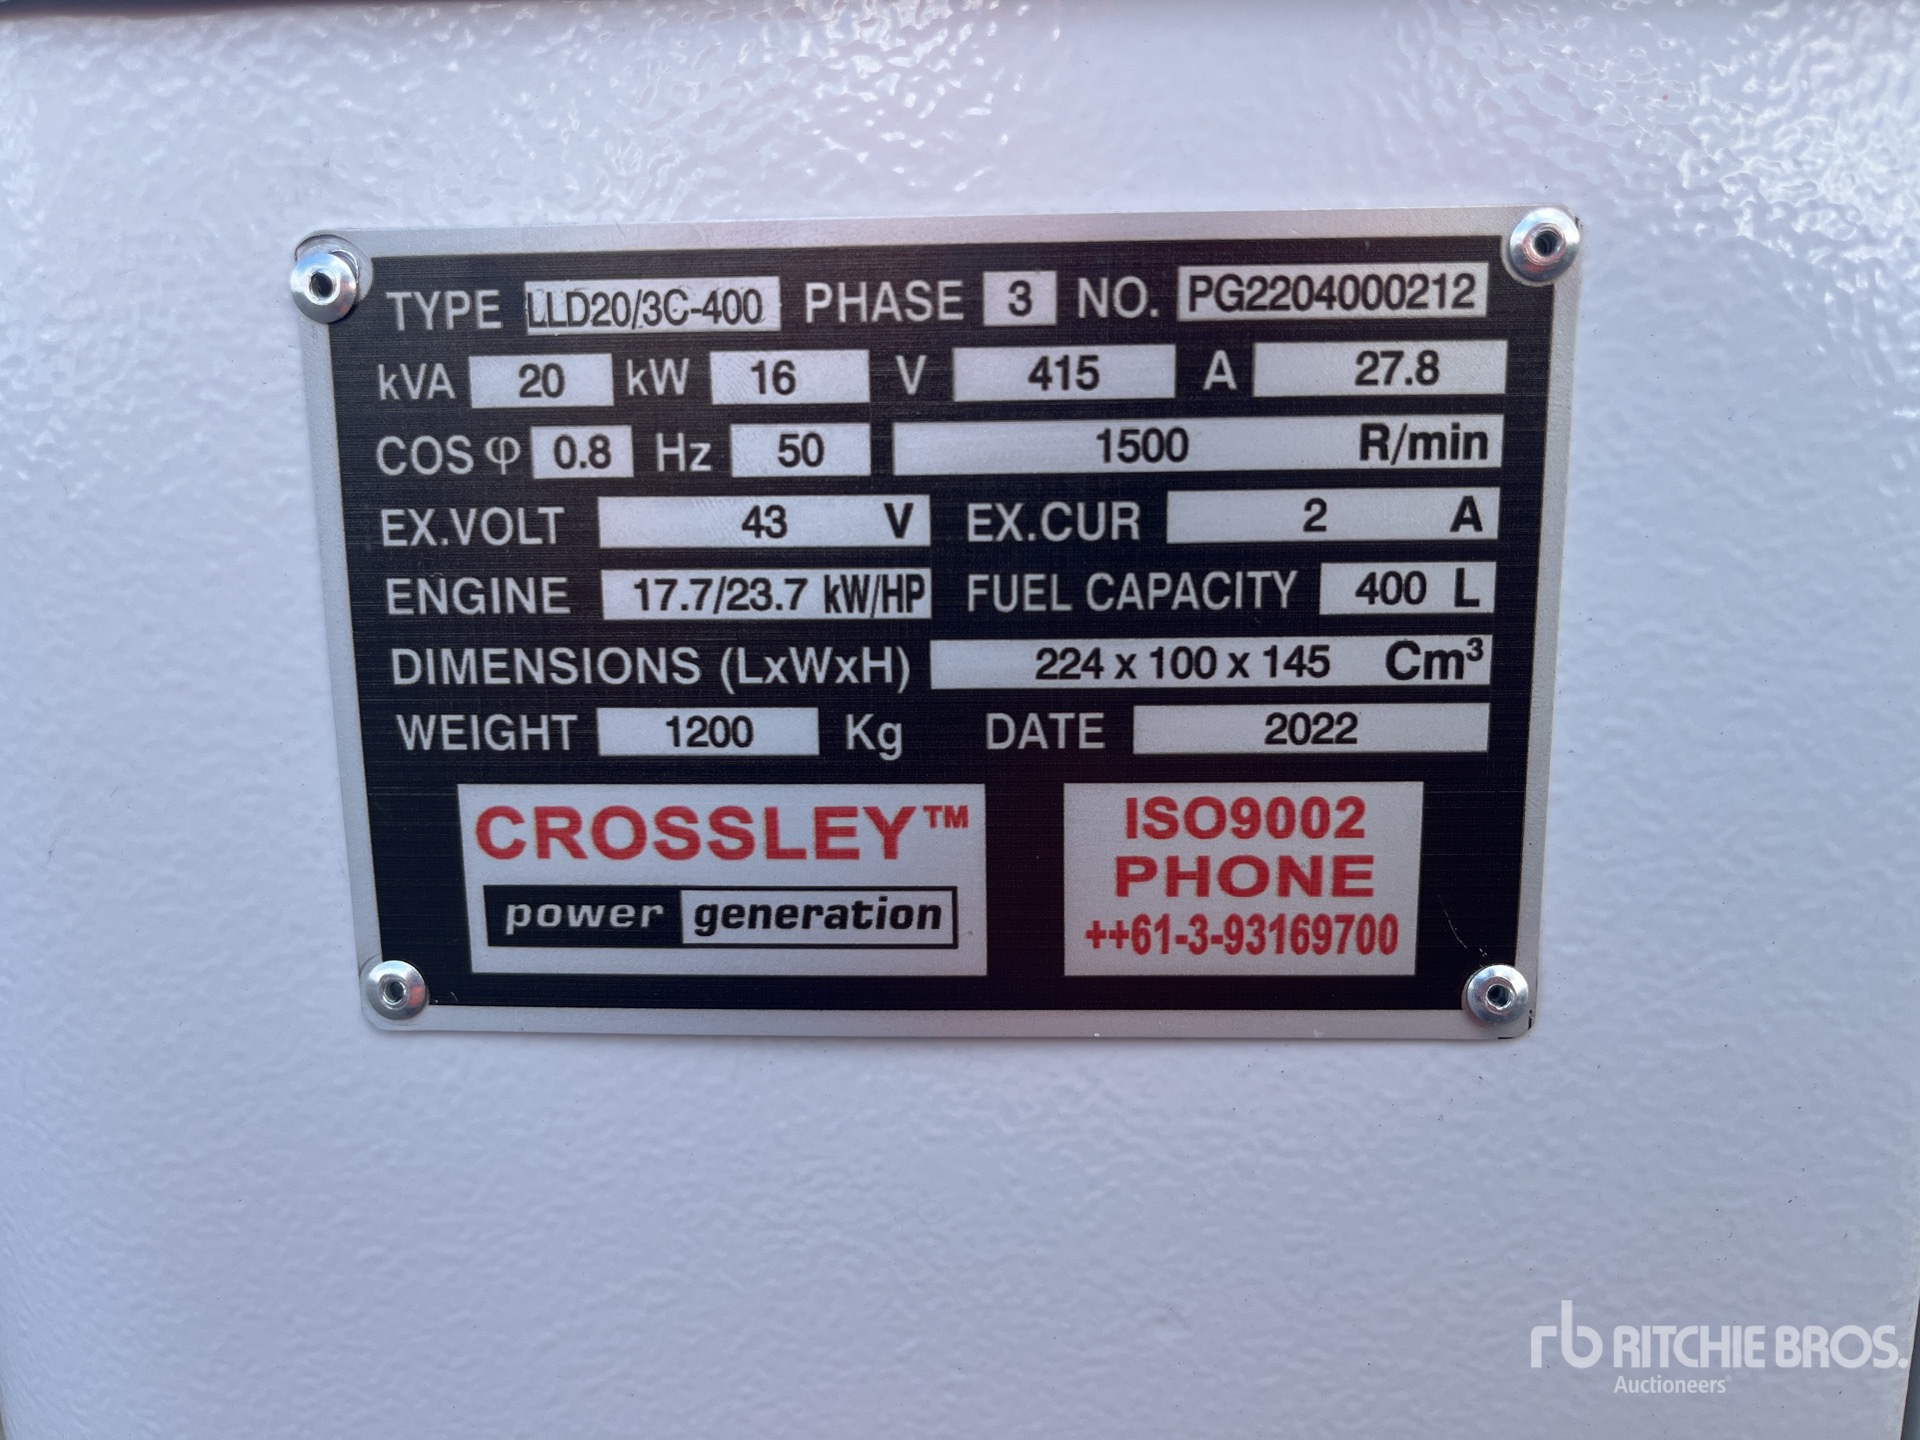 TYPE LLD20/3C-400 PHASE 3 NO. PG2204000212
kVA 20 kW 16 V 415 A 27.8
COS φ 0.8 Hz 50 1500 R/min
EX.VOLT 43 V EX.CUR 2 A
ENGINE 17.7/23.7 kW/HP FUEL CAPACITY 400 L
DIMENSIONS (LxWxH) 224 x 100 x 145 Cm³
WEIGHT 1200 Kg DATE 2022
CROSSLEY™
power generation
ISO9002
PHONE
++61-3-93169700
rb RITCHIE BROS.
Auctioneers